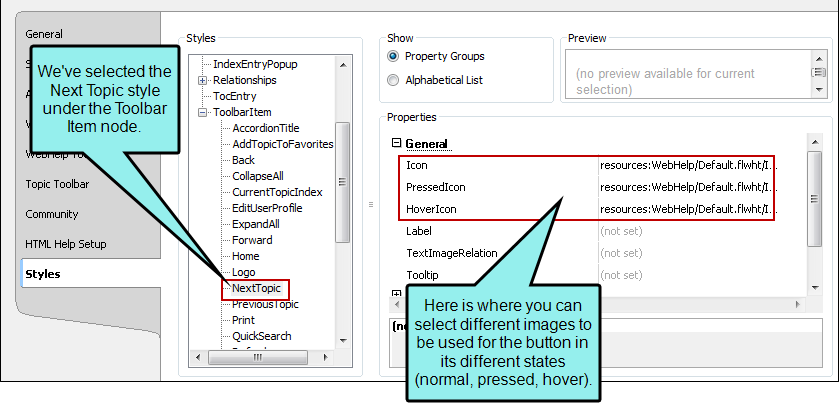 General
Styles
Show
Preview
We've selected the
Next Topic style
under the Toolbar
Item node.
IndexEntryPopup
Relationships
TocEntry
ToolbarItem
AccordionTitle
AddTopicToFavorites
Back
CollapseAll
CurrentTopicIndex
EditUserProfile
ExpandAll
Forward
Home
Logo
NextTopic
PreviousTopic
Print
QuickSearch
Topic Toolbar
Community
HTML Help Setup
Styles
Property Groups
Alphabetical List
(no preview available for current
selection)
Properties
General
Icon resources:WebHelp/Default.flwht/I...
PressedIcon resources:WebHelp/Default.flwht/I...
HoverIcon resources:WebHelp/Default.flwht/I...
Label (not set)
TextImageRelation (not set)
Tooltip (not set)
Here is where you can
select different images to
be used for the button in
its different states
(normal, pressed, hover).